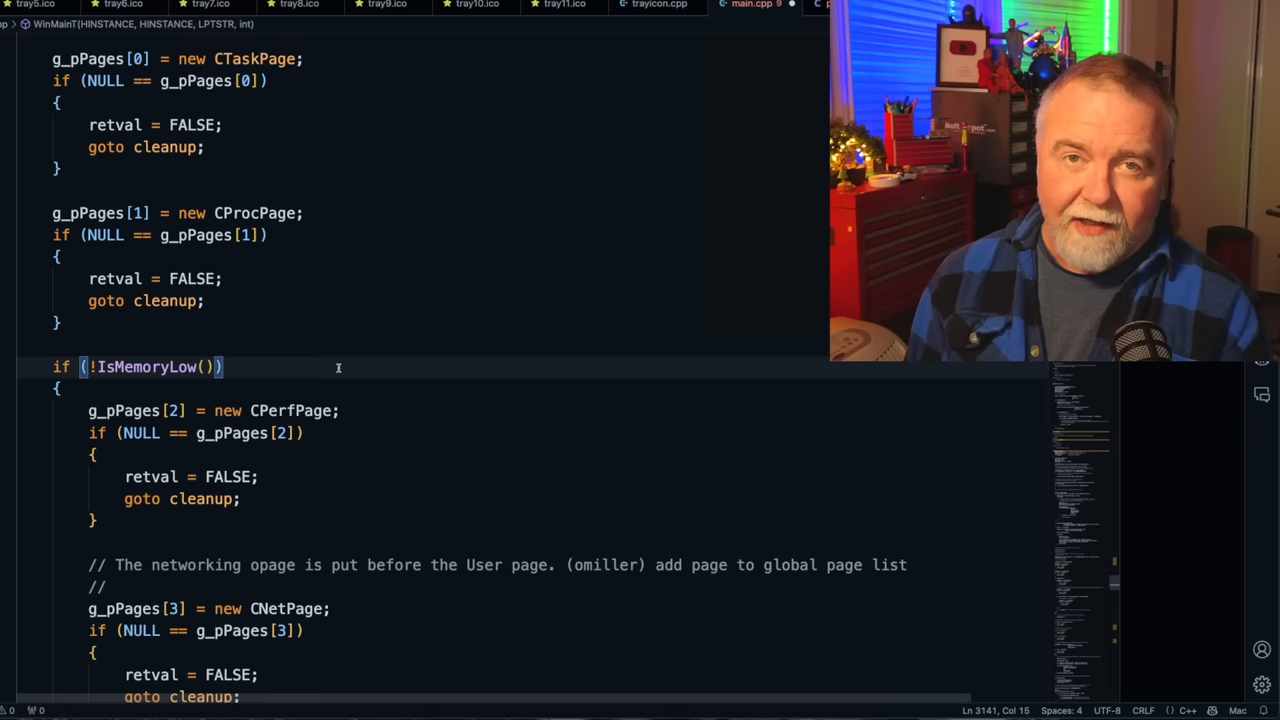 tray5.ico tray6.ico tray7.ico tray8.ico tray9.ico tray10.ico tray11.ico trayicon.cpp main.cpp 9
WinMainT(HINSTANCE, HINSTANCE, LPTSTR, int)
g_pPages[0] = new CTaskPage;
if (NULL == g_pPages[0])
{
retval = FALSE;
goto cleanup;
}
g_pPages[1] = new CProcPage;
if (NULL == g_pPages[1])
{
retval = FALSE;
goto cleanup;
}
if (!IsMemoryLow())
{
g_pPages[2] = new CPerfPage;
if (NULL == g_pPages[2])
{
retval = FALSE;
goto cleanup;
}
// The networking opage is put before the User page. (omiller) add page to global page list
//
g_pPages[3] = new CNetPage;
if (NULL == g_pPages[3])
{
retval = FALSE;
goto cleanup;
Bolt Depot.com
0 0 Ln 3141, Col 15 Spaces: 4 UTF-8 CRLF {} C++ Mac